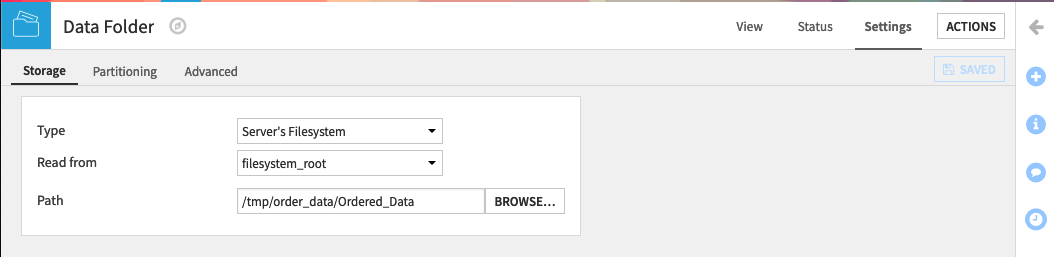 Data Folder
View Status Settings ACTIONS
Storage Partitioning Advanced SAVED
Type Server's Filesystem
Read from filesystem_root
Path /tmp/order_data/Ordered_Data BROWSE...